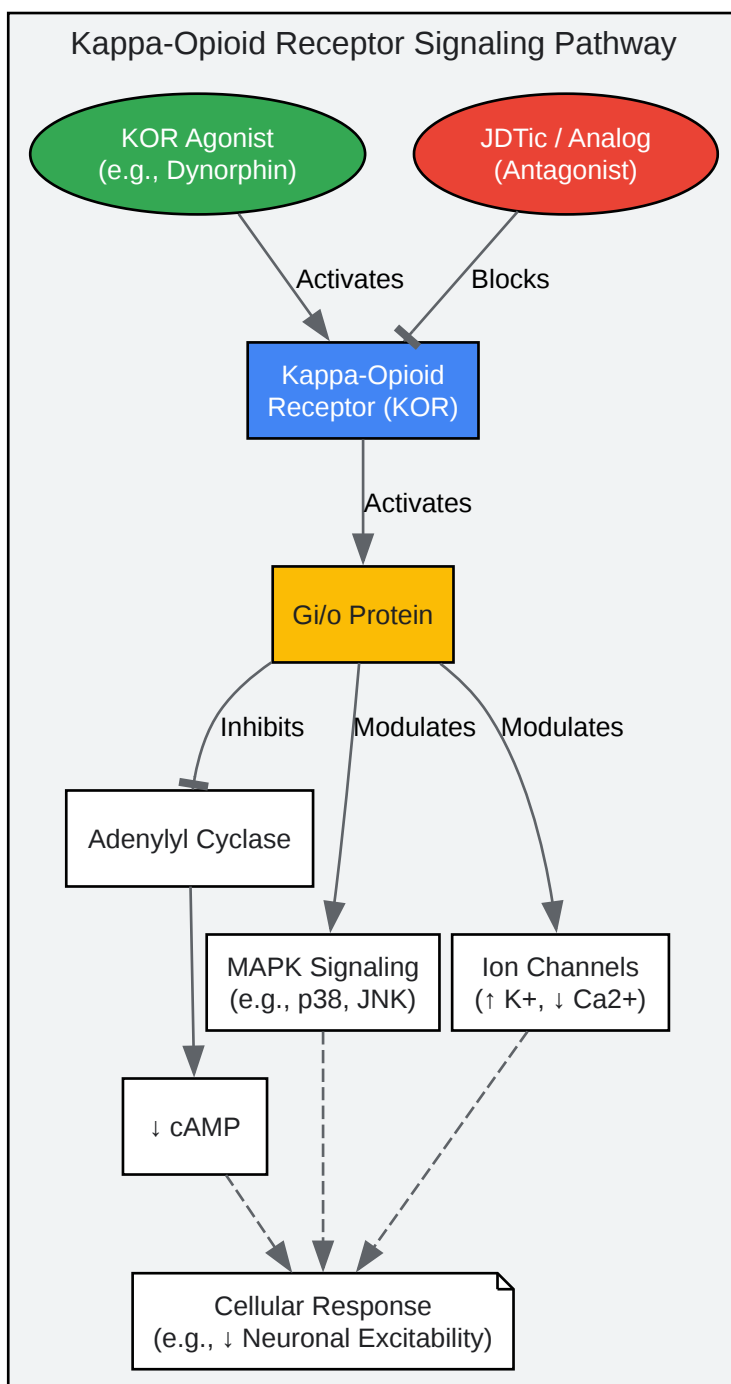 Kappa-Opioid Receptor Signaling Pathway
KOR Agonist
(e.g., Dynorphin)
JDTic / Analog
(Antagonist)
Activates
Blocks
Kappa-Opioid
Receptor (KOR)
Activates
Gi/o Protein
Inhibits
Modulates
Modulates
Adenylyl Cyclase
MAPK Signaling
(e.g., p38, JNK)
Ion Channels
(↑ K+, ↓ Ca2+)
↓ cAMP
Cellular Response
(e.g., ↓ Neuronal Excitability)